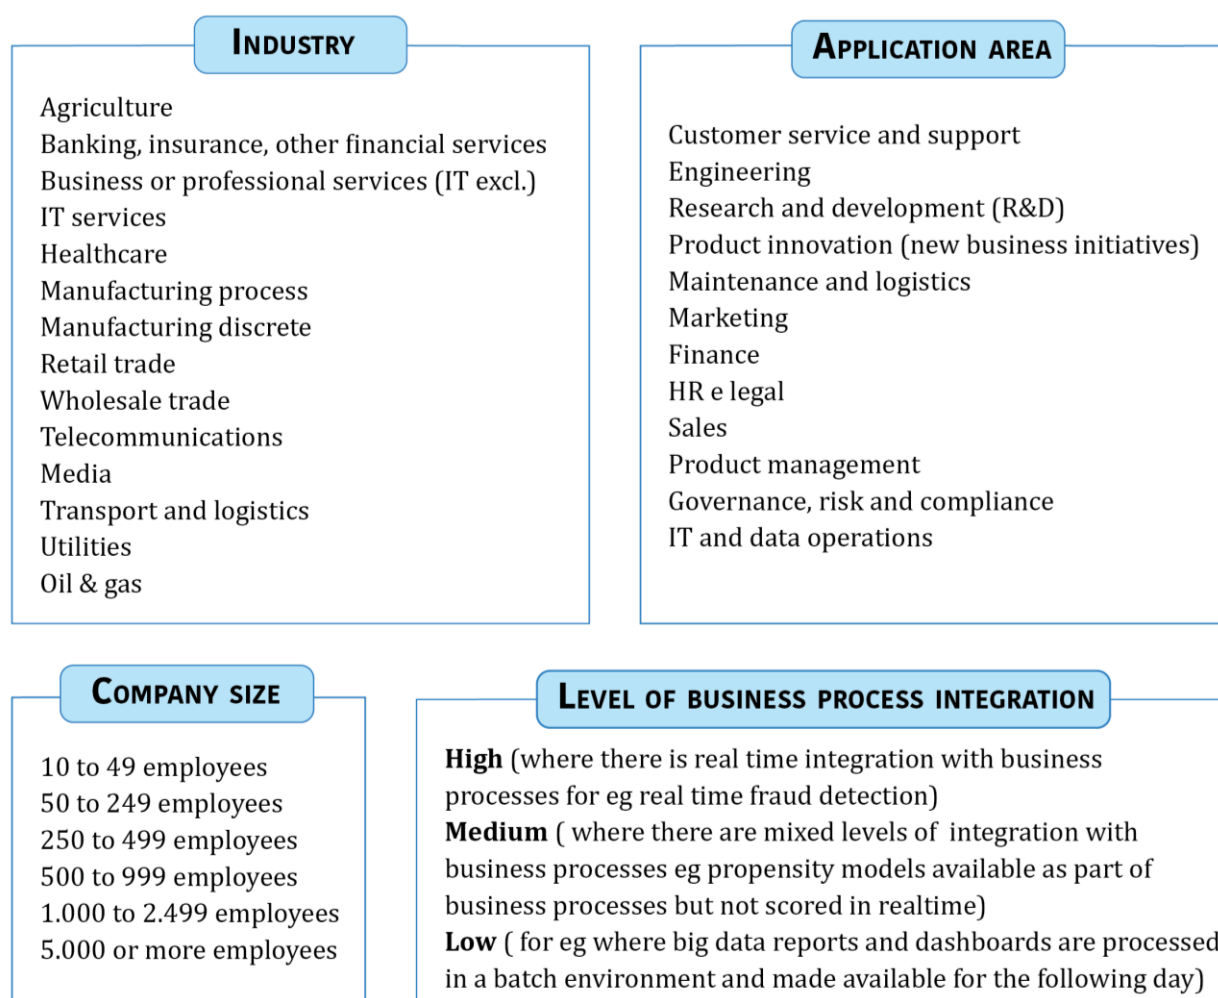 INDUSTRY
Agriculture
Banking, insurance, other financial services
Business or professional services (IT excl.)
IT services
Healthcare
Manufacturing process
Manufacturing discrete
Retail trade
Wholesale trade
Telecommunications
Media
Transport and logistics
Utilities
Oil & gas
APPLICATION AREA
Customer service and support
Engineering
Research and development (R&D)
Product innovation (new business initiatives)
Maintenance and logistics
Marketing
Finance
HR e legal
Sales
Product management
Governance, risk and compliance
IT and data operations
COMPANY SIZE
10 to 49 employees
50 to 249 employees
250 to 499 employees
500 to 999 employees
1.000 to 2.499 employees
5.000 or more employees
LEVEL OF BUSINESS PROCESS INTEGRATION
High (where there is real time integration with business
processes for eg real time fraud detection)
Medium ( where there are mixed levels of integration with
business processes eg propensity models available as part of
business processes but not scored in realtime)
Low ( for eg where big data reports and dashboards are processed
in a batch environment and made available for the following day)